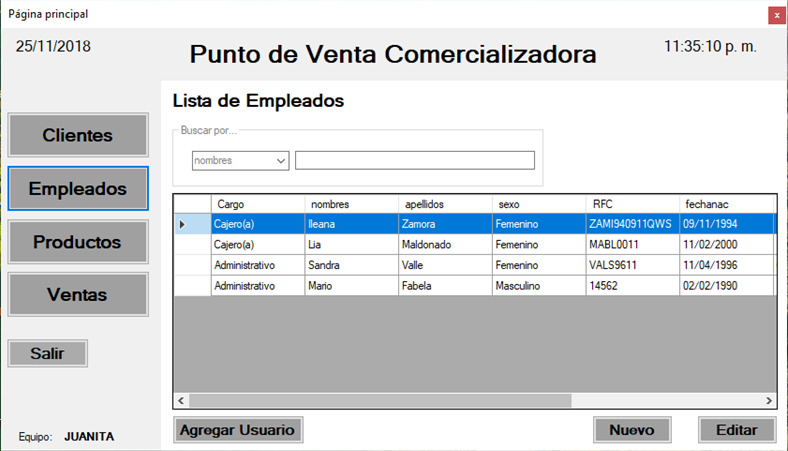 Página principal
25/11/2018
Punto de Venta Comercializadora
11:35:10 p. m.
Clientes
Empleados
Productos
Ventas
Salir
Equipo: JUANITA
Lista de Empleados
Buscar por...
nombres
Cargo nombres apellidos sexo RFC fechanac
Cajero(a) Ileana Zamora Femenino ZAMI940911QWS 09/11/1994
Cajero(a) Lia Maldonado Femenino MABL0011 11/02/2000
Administrativo Sandra Valle Femenino VALS9611 11/04/1996
Administrativo Mario Fabela Masculino 14562 02/02/1990
Agregar Usuario Nuevo Editar